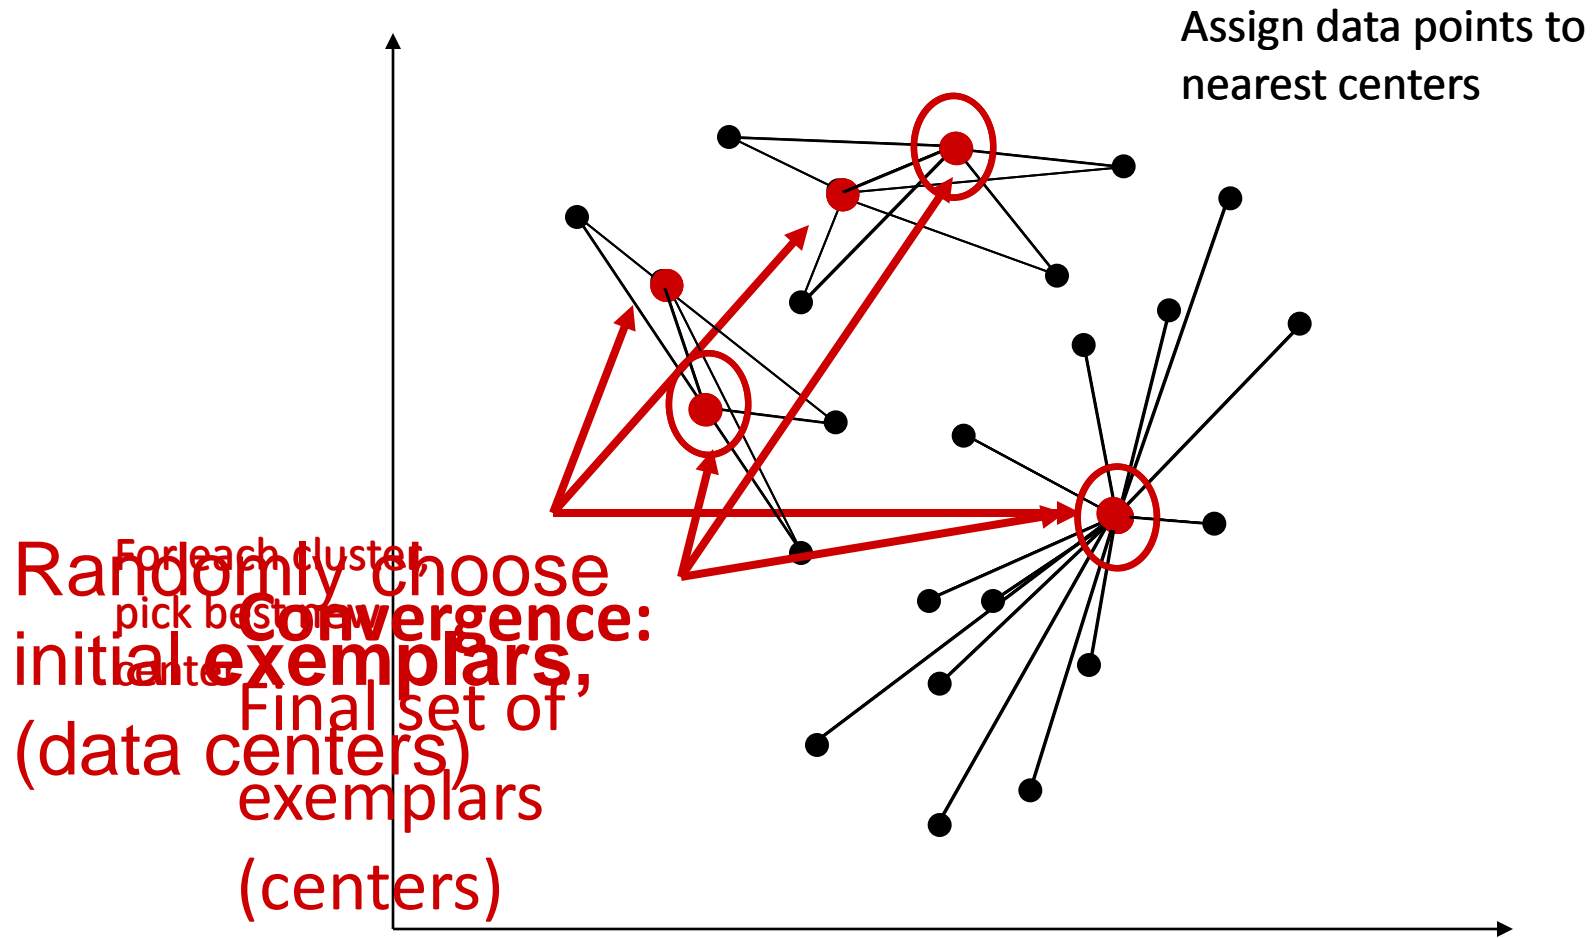 Assign data points to
nearest centers
Randomly choose
initial exemplars,
(data centers)
For each cluster,
pick best new
center
Convergence:
Final set of
exemplars
(centers)